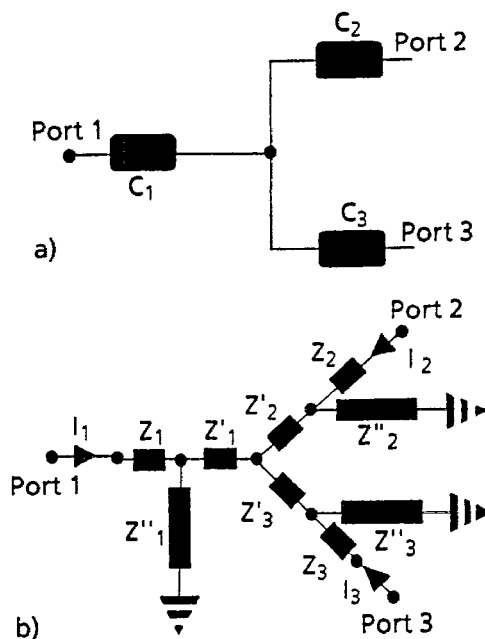 C₂
Port 2
Port 1
C₁
C₃
Port 3
a)
Port 2
Z₂
I₂
Z'₂
Z''₂
I₁
Z₁
Z'₁
Port 1
Z'₃
Z''₁
Z''₃
Z₃
I₃
Port 3
b)